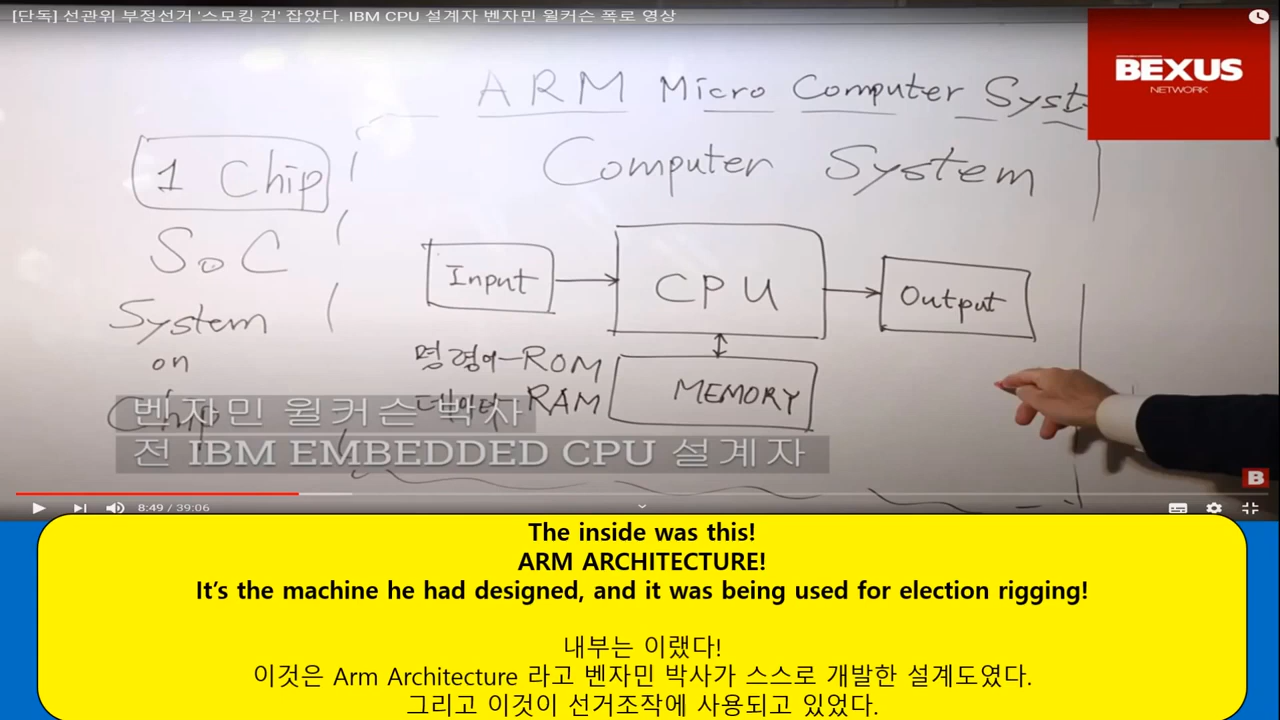 [단독] 선관위 부정선거 '스모킹 건' 잡았다. IBM CPU 설계자 벤자민 윌커슨 폭로 영상
BEXUS
NETWORK
ARM Micro Computer Syst
Computer System
1 Chip
SoC
System
on
Chip
Input
CPU
Output
명령어-ROM
데이터-RAM
MEMORY
벤자민 윌커슨 박사
전 IBM EMBEDDED CPU 설계자
B
8:49 / 39:06
The inside was this!
ARM ARCHITECTURE!
It's the machine he had designed, and it was being used for election rigging!
내부는 이랬다!
이것은 Arm Architecture 라고 벤자민 박사가 스스로 개발한 설계도였다.
그리고 이것이 선거조작에 사용되고 있었다.